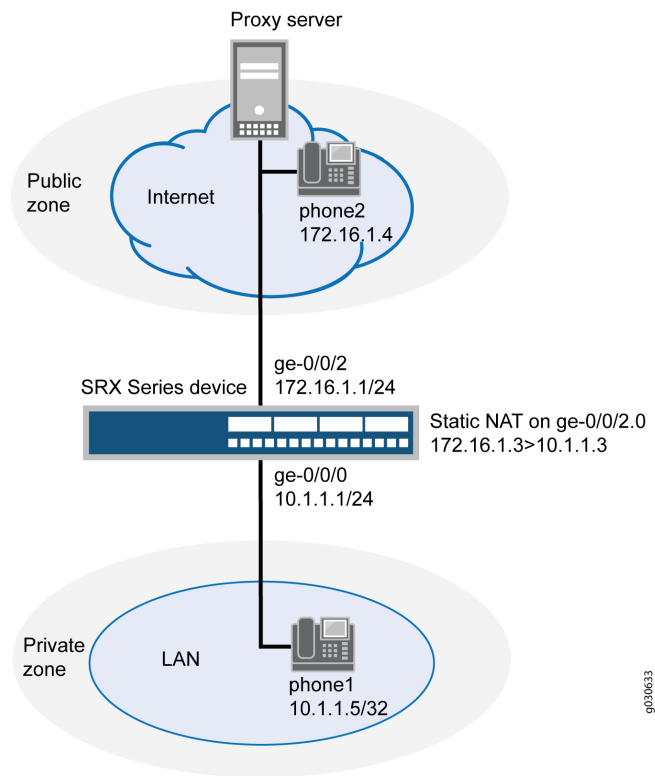 Proxy server
Public
zone
Internet
phone2
172.16.1.4
ge-0/0/2
172.16.1.1/24
SRX Series device
Static NAT on ge-0/0/2.0
172.16.1.3>10.1.1.3
ge-0/0/0
10.1.1.1/24
Private
zone
LAN
phone1
10.1.1.5/32
g030633